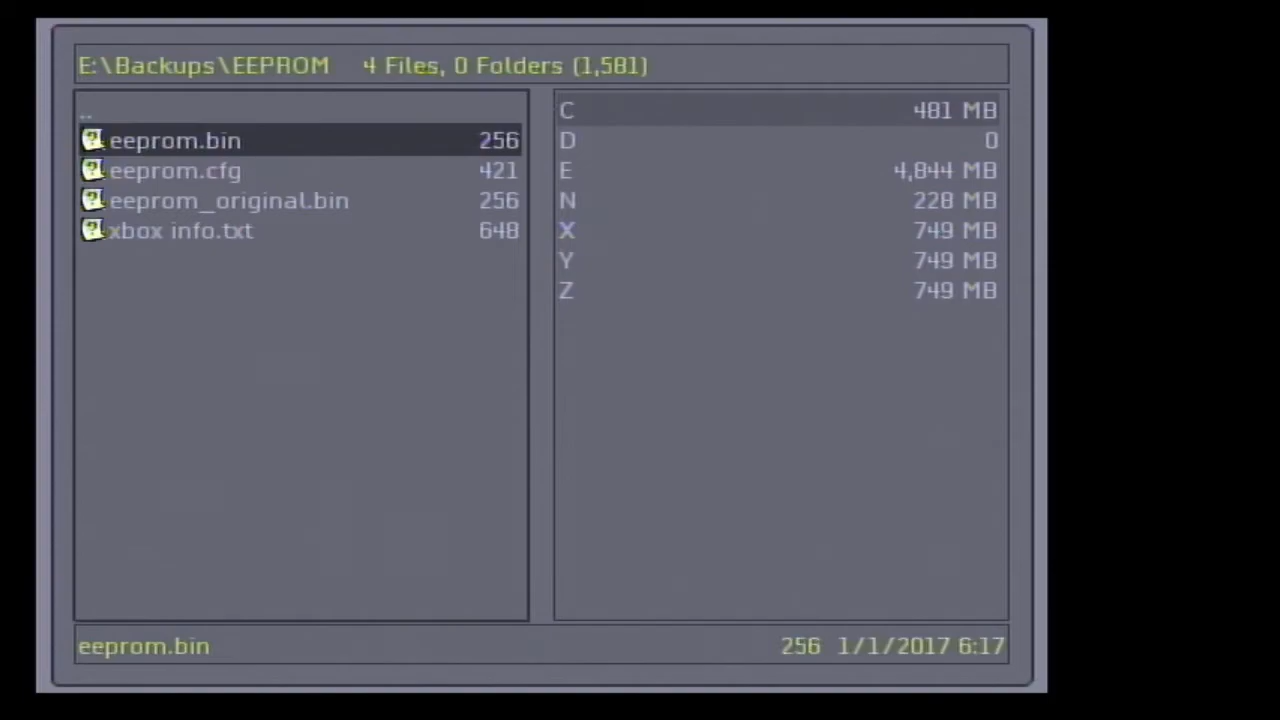 E:\Backups\EEPROM 4 Files, 0 Folders (1,581)
..
eeprom.bin 256
eeprom.cfg 421
eeprom_original.bin 256
xbox info.txt 648
C 481 MB
D 0
E 4,844 MB
N 228 MB
X 749 MB
Y 749 MB
Z 749 MB
eeprom.bin 256 1/1/2017 6:17